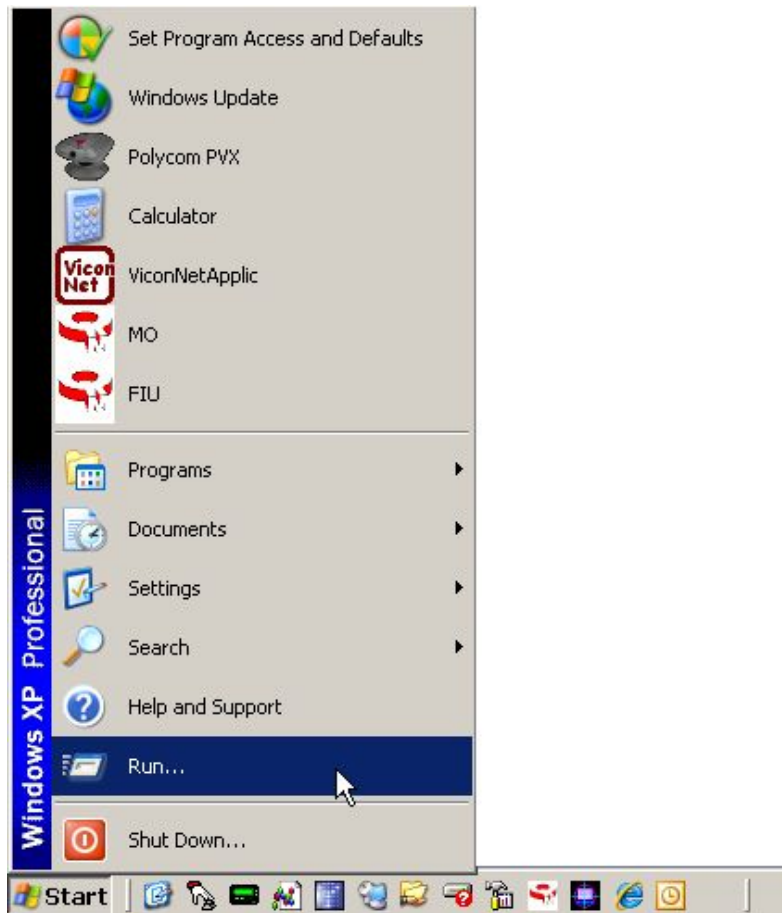 Set Program Access and Defaults
Windows Update
Polycom PVX
Calculator
Vicon
Net
ViconNetApplic
MO
FIU
Programs
Documents
Settings
Search
Help and Support
Run...
Shut Down...
Windows XP Professional
Start